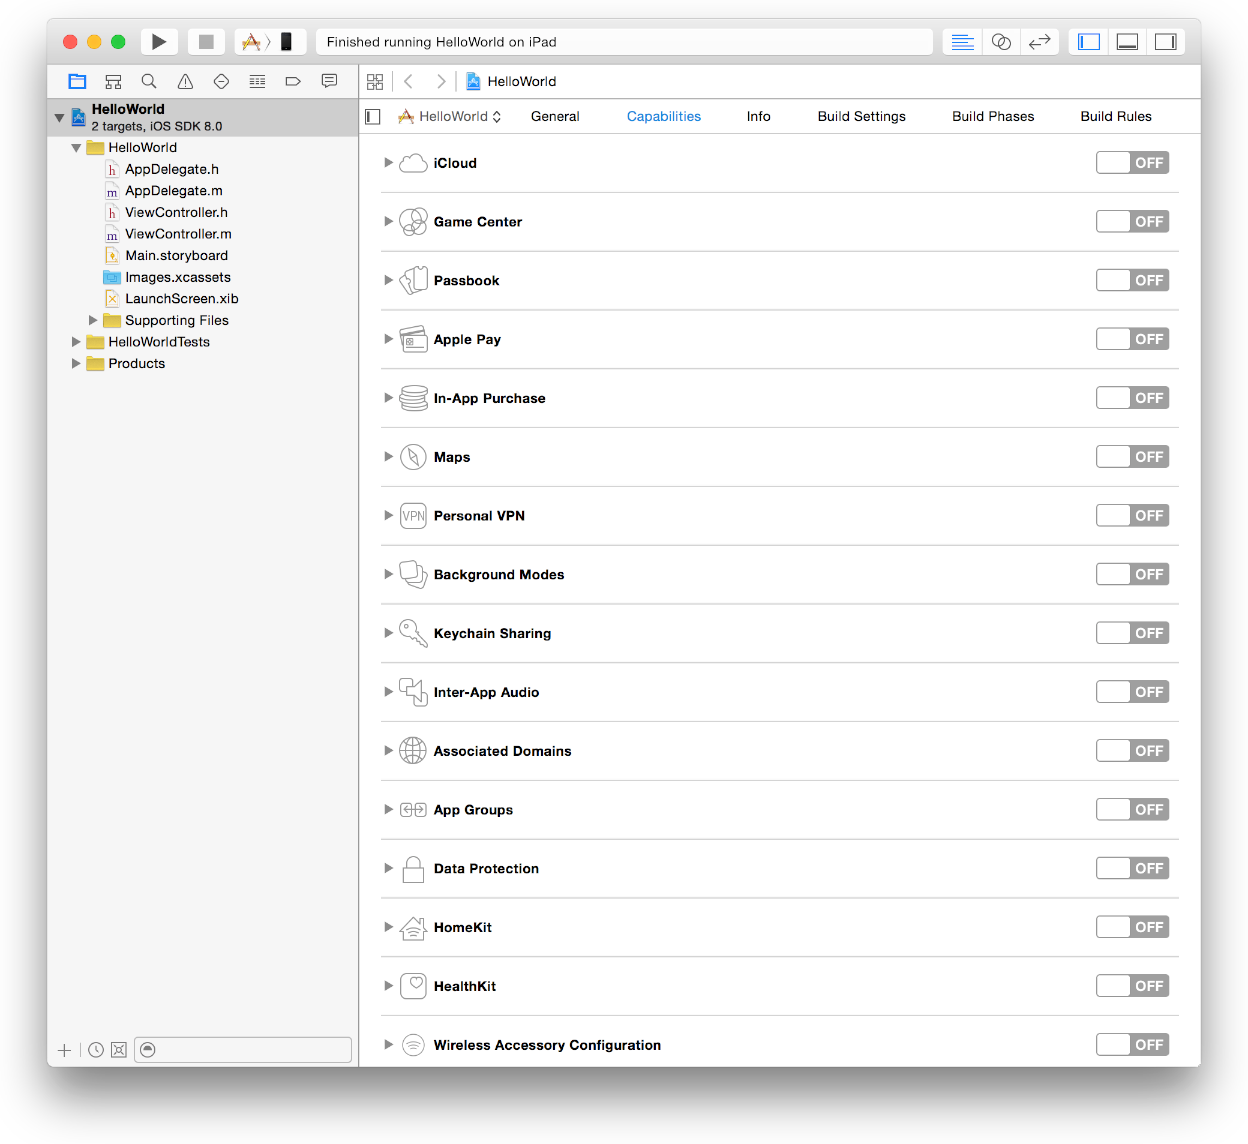 Finished running HelloWorld on iPad
HelloWorld
HelloWorld
2 targets, iOS SDK 8.0
HelloWorld
h AppDelegate.h
m AppDelegate.m
h ViewController.h
m ViewController.m
Main.storyboard
Images.xcassets
LaunchScreen.xib
Supporting Files
HelloWorldTests
Products
HelloWorld General Capabilities Info Build Settings Build Phases Build Rules
iCloud OFF
Game Center OFF
Passbook OFF
Apple Pay OFF
In-App Purchase OFF
Maps OFF
VPN Personal VPN OFF
Background Modes OFF
Keychain Sharing OFF
Inter-App Audio OFF
Associated Domains OFF
App Groups OFF
Data Protection OFF
HomeKit OFF
HealthKit OFF
Wireless Accessory Configuration OFF